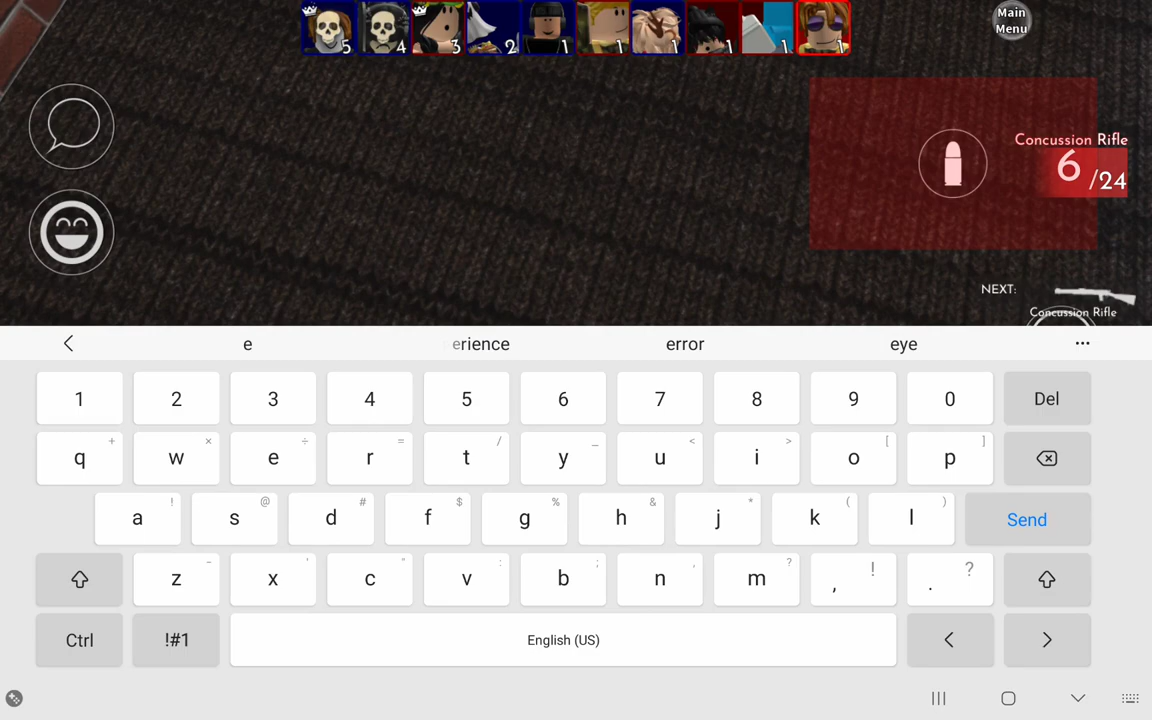 5 4 3 2 1 1 1 1 1 1
Main
Menu
Concussion Rifle
6/24
NEXT:
Concussion Rifle
e erience error eye
1 2 3 4 5 6 7 8 9 0 Del
q + w × e ÷ r = t / y _ u < i > o [ p ]
a ! s @ d # f $ g % h & j * k ( l ) Send
z - x ' c " v : b ; n , m ? , ! . ?
Ctrl !#1 English (US) < >